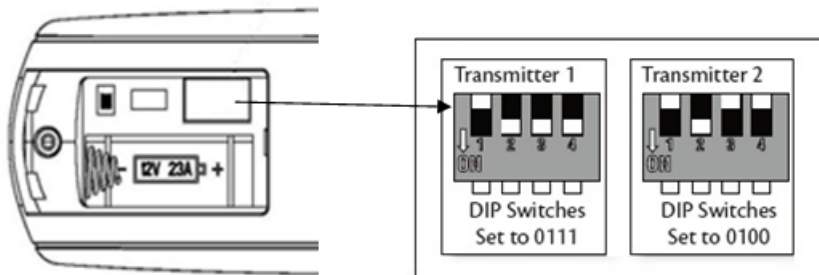 - 12V 23A +
Transmitter 1
1 2 3 4
ON
DIP Switches
Set to 0111
Transmitter 2
1 2 3 4
ON
DIP Switches
Set to 0100